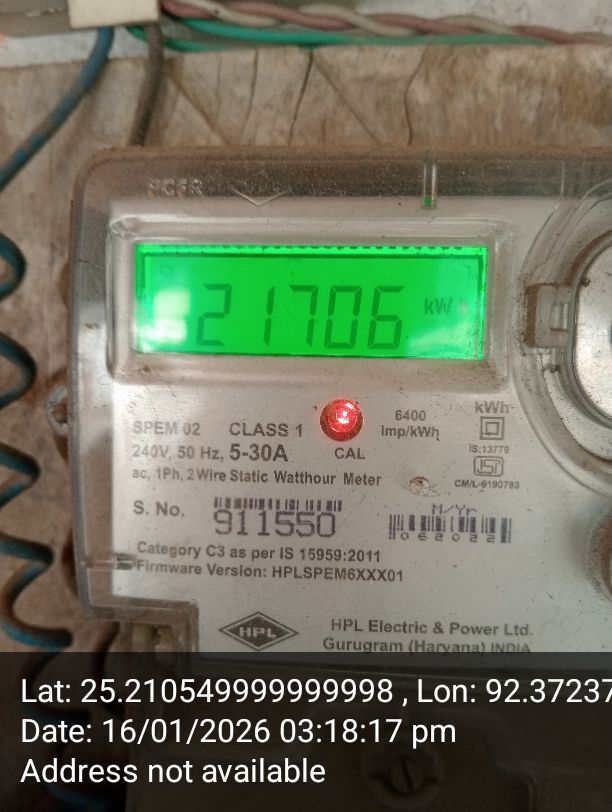 21706 kWh
SPEM 02 CLASS 1
6400
Imp/kWh
kWh
240V, 50 Hz, 5-30A
CAL
IS:13779
ac, 1Ph, 2 Wire Static Watthour Meter
CM/L-9190783
S. No. 911550
M/Yr
062022
Category C3 as per IS 15959:2011
Firmware Version: HPLSPEM6XXX01
HPL
HPL Electric & Power Ltd.
Gurugram (Haryana) INDIA
Lat: 25.210549999999998 , Lon: 92.37237
Date: 16/01/2026 03:18:17 pm
Address not available